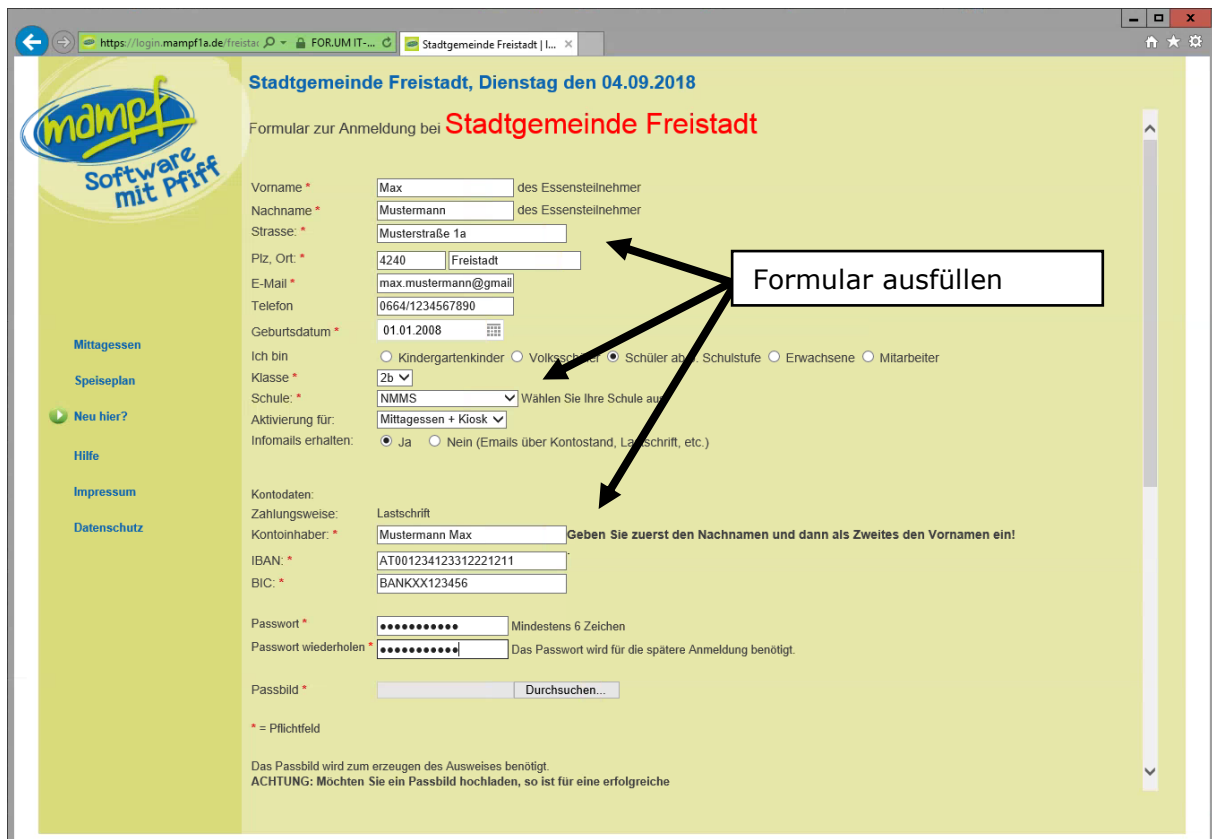 https://login.mampf1a.de/freistac FOR.UM IT-... Stadtgemeinde Freistadt | I...
mampf
Software
mit Pfiff
Stadtgemeinde Freistadt, Dienstag den 04.09.2018
Formular zur Anmeldung bei Stadtgemeinde Freistadt
Vorname * Max des Essensteilnehmer
Nachname * Mustermann des Essensteilnehmer
Strasse: * Musterstraße 1a
Plz, Ort: * 4240 Freistadt
E-Mail * max.mustermann@gmail
Telefon 0664/1234567890
Geburtsdatum * 01.01.2008
Ich bin Kindergartenkinder Volksschüler Schüler ab Schulstufe Erwachsene Mitarbeiter
Klasse * 2b
Schule: * NMMS Wählen Sie Ihre Schule aus
Aktivierung für: Mittagessen + Kiosk
Infomails erhalten: Ja Nein (Emails über Kontostand, Lastschrift, etc.)
Formular ausfüllen
Mittagessen
Speiseplan
Neu hier?
Hilfe
Impressum
Datenschutz
Kontodaten:
Zahlungsweise: Lastschrift
Kontoinhaber: * Mustermann Max Geben Sie zuerst den Nachnamen und dann als Zweites den Vornamen ein!
IBAN: * AT001234123312221211
BIC: * BANKXX123456
Passwort * ●●●●●●●●●●● Mindestens 6 Zeichen
Passwort wiederholen * ●●●●●●●●●●● Das Passwort wird für die spätere Anmeldung benötigt.
Passbild * Durchsuchen...
* = Pflichtfeld
Das Passbild wird zum erzeugen des Ausweises benötigt.
ACHTUNG: Möchten Sie ein Passbild hochladen, so ist für eine erfolgreiche